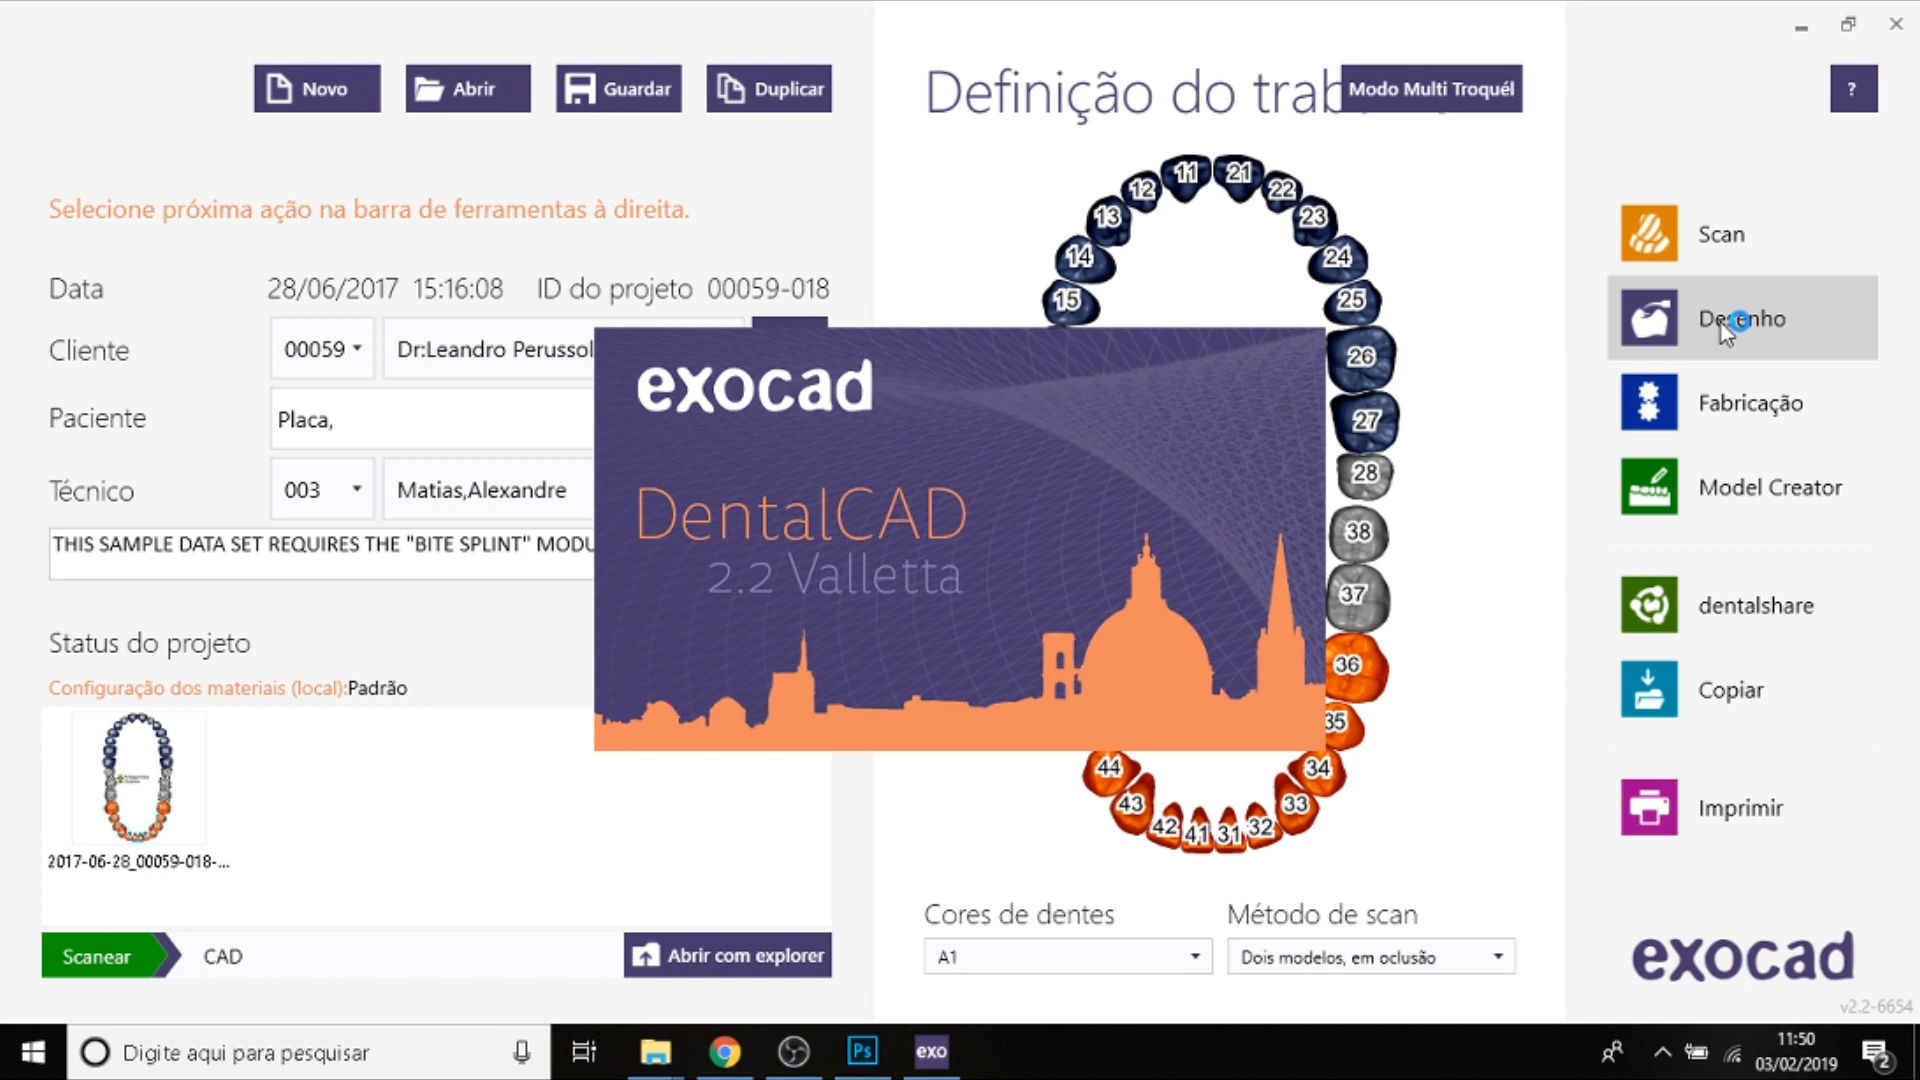 Novo
Abrir
Guardar
Duplicar
Definição do trab
Modo Multi Troquél
?
Selecione próxima ação na barra de ferramentas à direita.
Data 28/06/2017 15:16:08 ID do projeto 00059-018
Cliente 00059 Dr:Leandro Perussol
Paciente Placa,
Técnico 003 Matias,Alexandre
THIS SAMPLE DATA SET REQUIRES THE "BITE SPLINT" MODU
Status do projeto
Configuração dos materiais (local):Padrão
2017-06-28_00059-018-...
Scanear
CAD
Abrir com explorer
exocad
DentalCAD
2.2 Valletta
11 21
12 22
13 23
14 24
15 25
26
27
28
38
37
36
35
44 34
43 33
42 41 31 32
Cores de dentes
A1
Método de scan
Dois modelos, em oclusão
Scan
Desenho
Fabricação
Model Creator
dentalshare
Copiar
Imprimir
exocad
v2.2-6654
Digite aqui para pesquisar
Ps
exo
11:50
03/02/2019
2